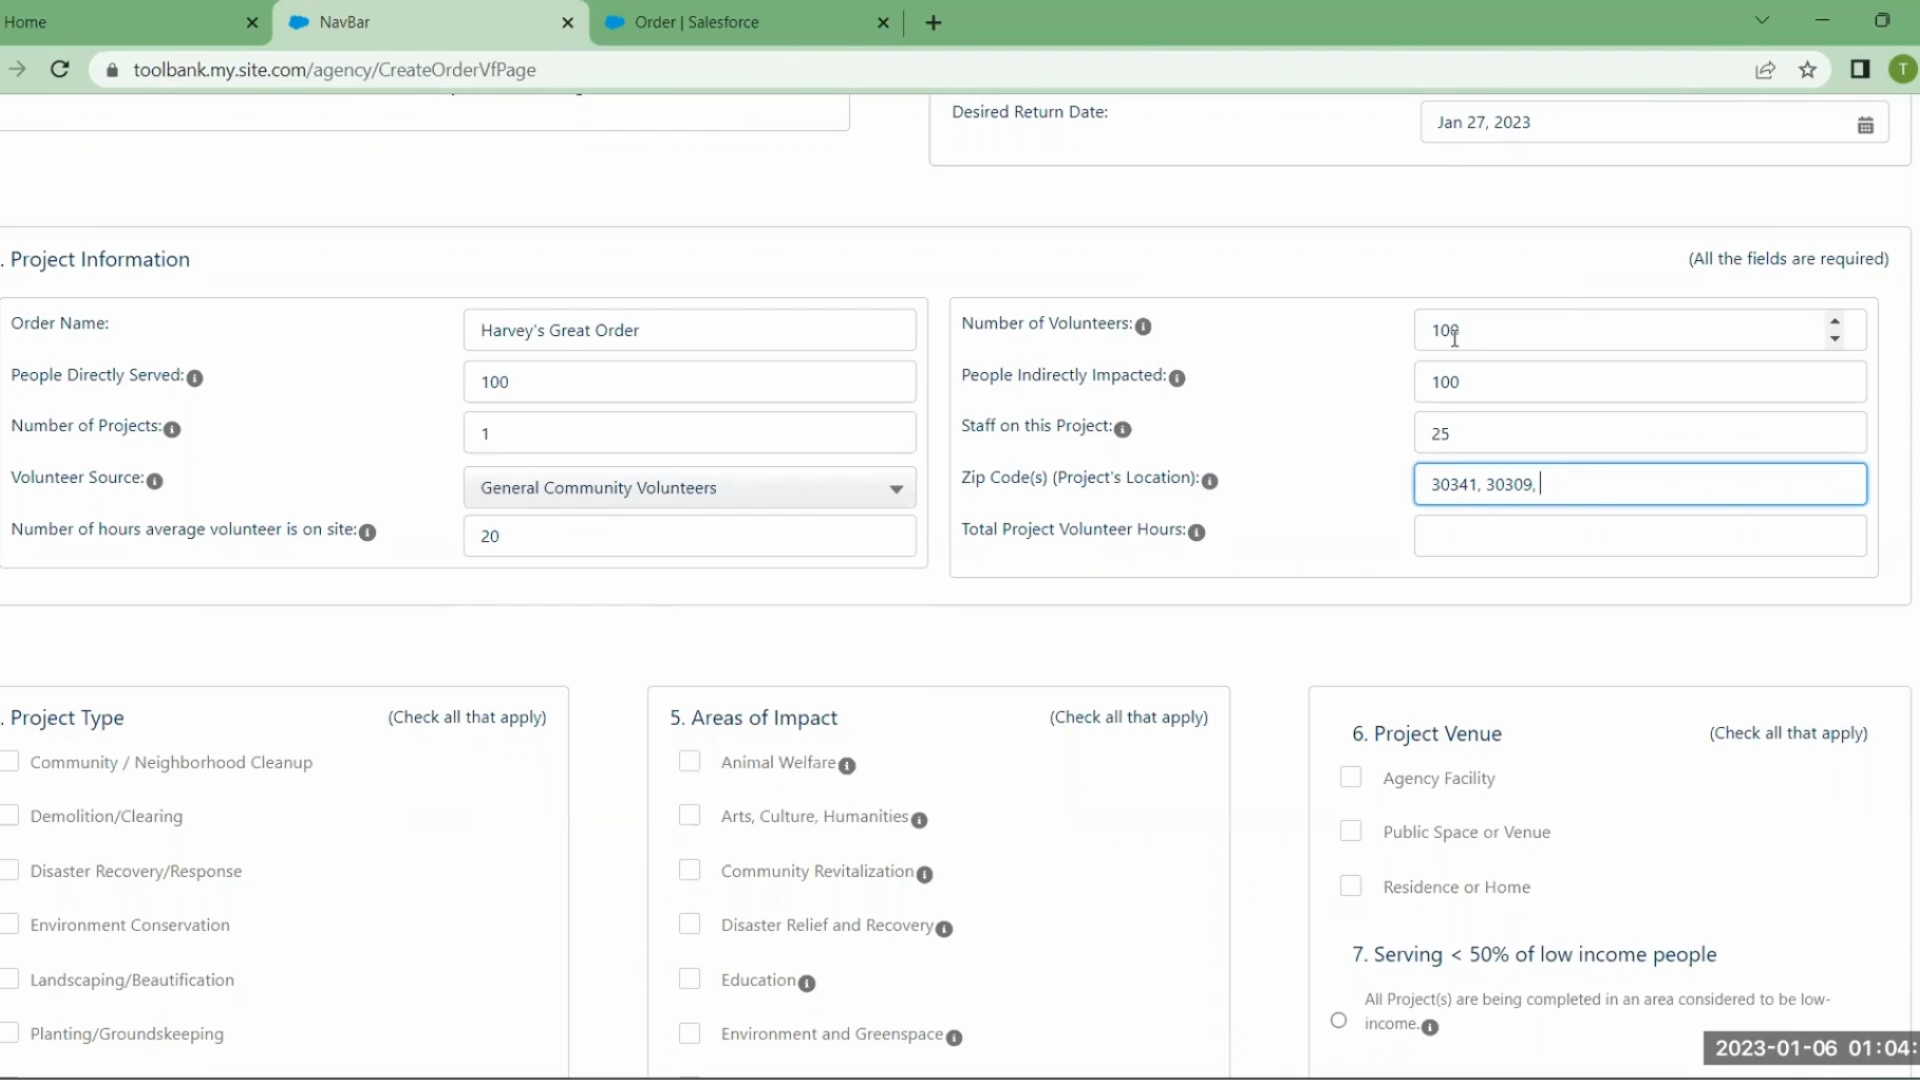 Home
NavBar
Order | Salesforce
toolbank.my.site.com/agency/CreateOrderVfPage
T
Desired Return Date:
Jan 27, 2023
. Project Information
(All the fields are required)
Order Name:
Harvey's Great Order
People Directly Served:
100
Number of Projects:
1
Volunteer Source:
General Community Volunteers
Number of hours average volunteer is on site:
20
Number of Volunteers:
100
People Indirectly Impacted:
100
Staff on this Project:
25
Zip Code(s) (Project's Location):
30341, 30309,
Total Project Volunteer Hours:
. Project Type
(Check all that apply)
Community / Neighborhood Cleanup
Demolition/Clearing
Disaster Recovery/Response
Environment Conservation
Landscaping/Beautification
Planting/Groundskeeping
5. Areas of Impact
(Check all that apply)
Animal Welfare
Arts, Culture, Humanities
Community Revitalization
Disaster Relief and Recovery
Education
Environment and Greenspace
6. Project Venue
(Check all that apply)
Agency Facility
Public Space or Venue
Residence or Home
7. Serving < 50% of low income people
All Project(s) are being completed in an area considered to be low-
income.
2023-01-06 01:04: